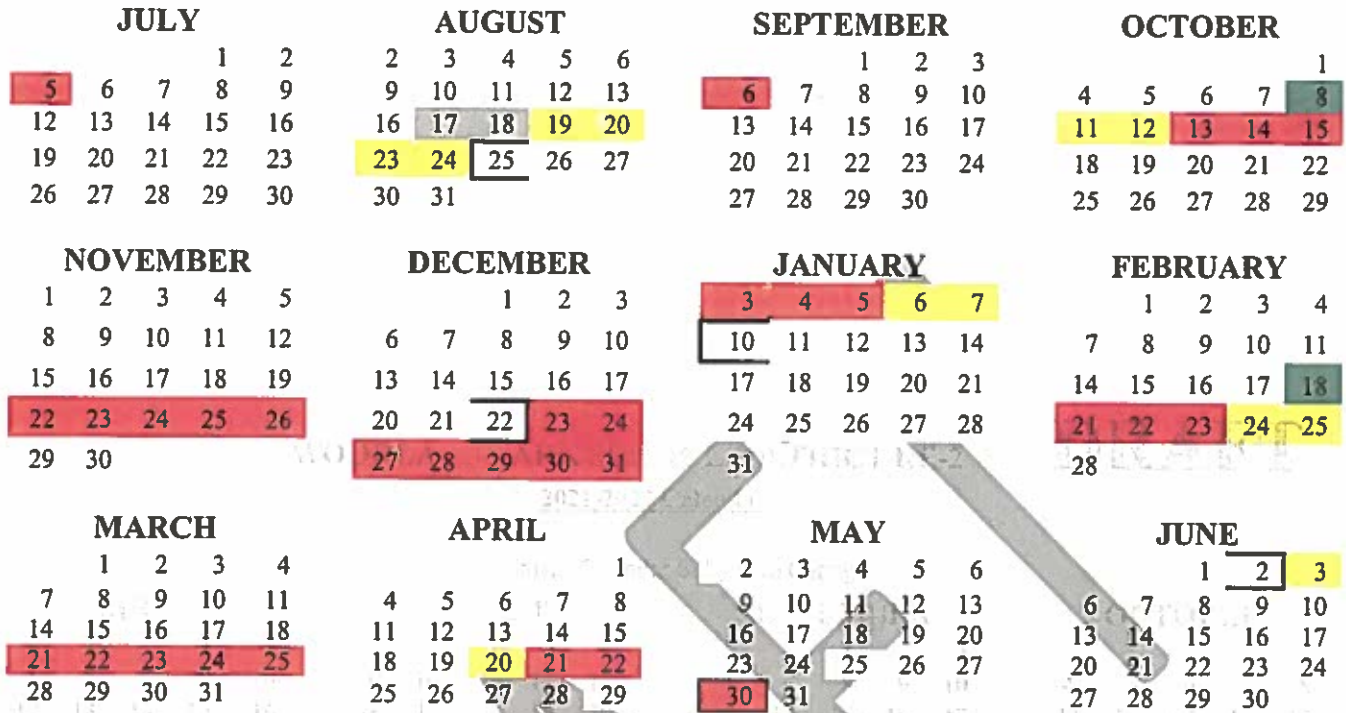 JULY AUGUST SEPTEMBER OCTOBER
1 2 2 3 4 5 6 1 2 3 1
5 6 7 8 9 9 10 11 12 13 6 7 8 9 10 4 5 6 7 8
12 13 14 15 16 16 17 18 19 20 13 14 15 16 17 11 12 13 14 15
19 20 21 22 23 23 24 25 26 27 20 21 22 23 24 18 19 20 21 22
26 27 28 29 30 30 31 27 28 29 30 25 26 27 28 29
NOVEMBER DECEMBER JANUARY FEBRUARY
1 2 3 4 5 1 2 3 3 4 5 6 7 1 2 3 4
8 9 10 11 12 6 7 8 9 10 10 11 12 13 14 7 8 9 10 11
15 16 17 18 19 13 14 15 16 17 17 18 19 20 21 14 15 16 17 18
22 23 24 25 26 20 21 22 23 24 24 25 26 27 28 21 22 23 24 25
29 30 27 28 29 30 31 31 28
MARCH APRIL MAY JUNE
1 2 3 4 1 2 3 4 5 6 1 2 3
7 8 9 10 11 4 5 6 7 8 9 10 11 12 13 6 7 8 9 10
14 15 16 17 18 11 12 13 14 15 16 17 18 19 20 13 14 15 16 17
21 22 23 24 25 18 19 20 21 22 23 24 25 26 27 20 21 22 23 24
28 29 30 31 25 26 27 28 29 30 31 27 28 29 30